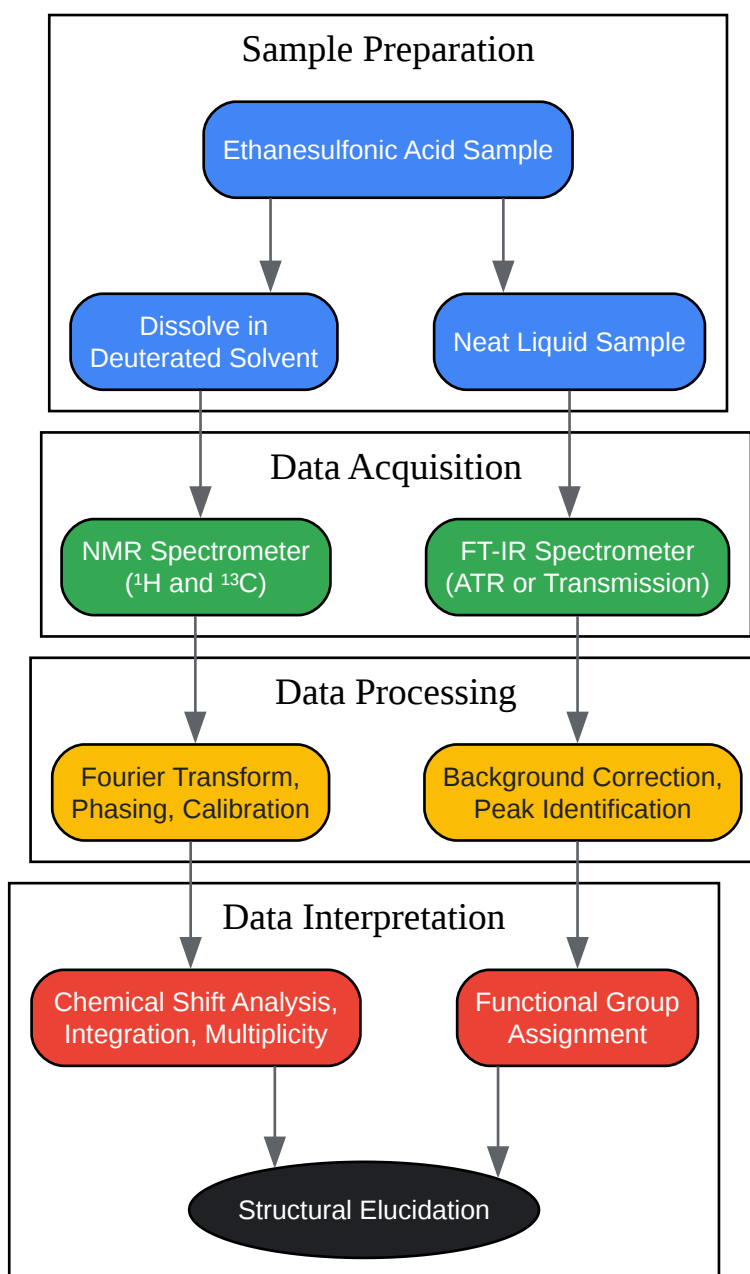 Sample Preparation
Ethanesulfonic Acid Sample
Dissolve in
Deuterated Solvent
Neat Liquid Sample
Data Acquisition
NMR Spectrometer
(¹H and ¹³C)
FT-IR Spectrometer
(ATR or Transmission)
Data Processing
Fourier Transform,
Phasing, Calibration
Background Correction,
Peak Identification
Data Interpretation
Chemical Shift Analysis,
Integration, Multiplicity
Functional Group
Assignment
Structural Elucidation